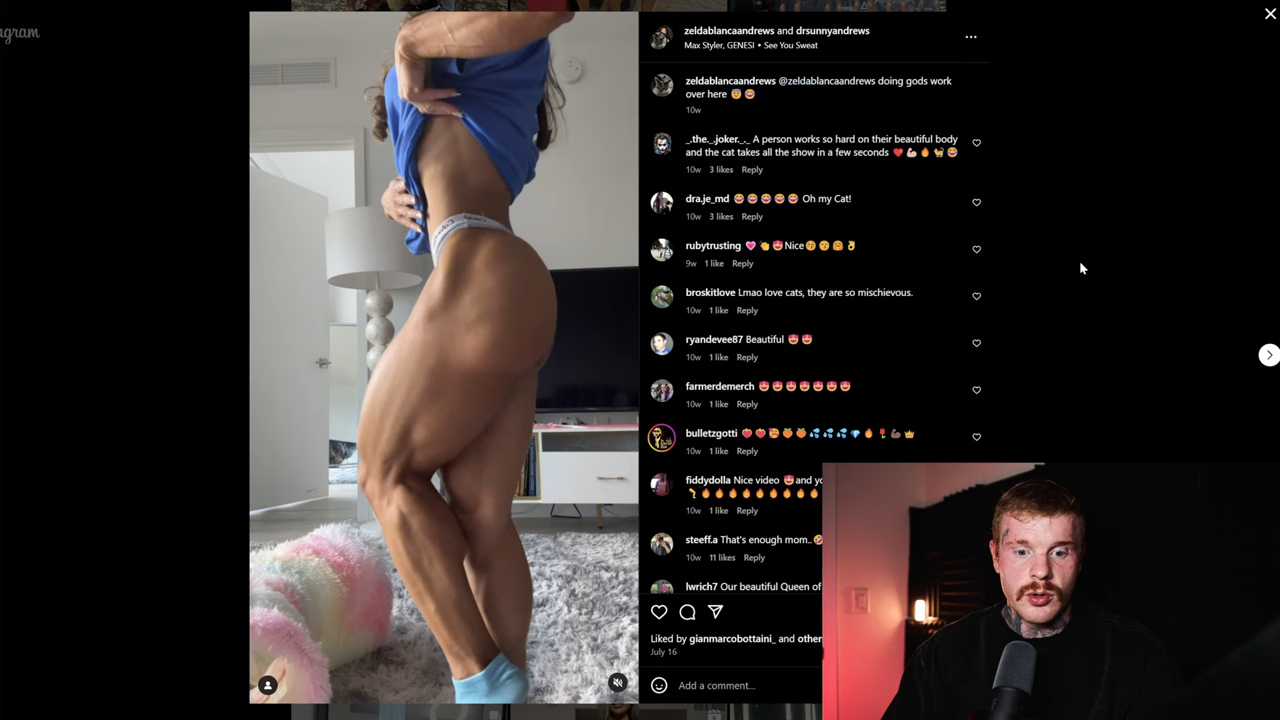 agram
zeldablancaandrews and drsunnyandrews
Max Styler, GENESI • See You Sweat
zeldablancaandrews @zeldablancaandrews doing gods work
over here 😇 😂
10w
_.the._.joker._._ A person works so hard on their beautiful body
and the cat takes all the show in a few seconds ❤️ 💪🏻 🔥 🐈 😂
10w 3 likes Reply
dra.je_md 😂 😂 😂 😂 😂 Oh my Cat!
10w 3 likes Reply
rubytrusting 💗 👏 😍 Nice 😚 😚 🤗 👌
9w 1 like Reply
broskitlove Lmao love cats, they are so mischievous.
10w 1 like Reply
ryandevee87 Beautiful 😍 😍
10w 1 like Reply
farmerdemerch 😍 😍 😍 😍 😍 😍 😍
10w 1 like Reply
bulletzgotti
10w 1 like Reply
fiddydolla Nice video 😍 and
10w 1 like Reply
steeff.a That's enough mom..
10w 11 likes Reply
lwrich7 Our beautiful Queen of
Liked by gianmarcobottaini_ and
July 16
Add a comment...